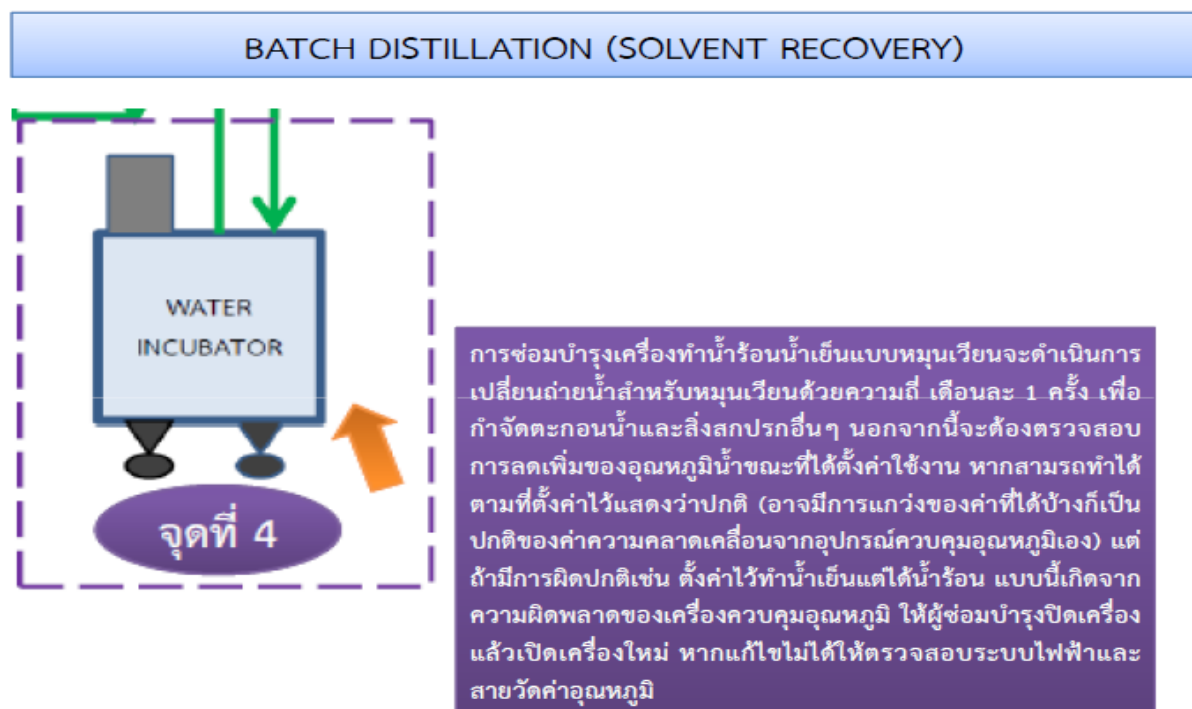 BATCH DISTILLATION (SOLVENT RECOVERY)
WATER
INCUBATOR
จุดที่ 4
การซ่อมบำรุงเครื่องทำน้ำร้อนน้ำเย็นแบบหมุนเวียนจะดำเนินการ
เปลี่ยนถ่ายน้ำสำหรับหมุนเวียนด้วยความถี่ เดือนละ 1 ครั้ง เพื่อ
กำจัดตะกอนน้ำและสิ่งสกปรกอื่นๆ นอกจากนี้จะต้องตรวจสอบ
การลดเพิ่มของอุณหภูมิน้ำขณะที่ได้ตั้งค่าใช้งาน หากสามรถทำได้
ตามที่ตั้งค่าไว้แสดงว่าปกติ (อาจมีการแกว่งของค่าที่ได้บ้างก็เป็น
ปกติของค่าความคลาดเคลื่อนจากอุปกรณ์ควบคุมอุณหภูมิเอง) แต่
ถ้ามีการผิดปกติเช่น ตั้งค่าไว้ทำน้ำเย็นแต่ได้น้ำร้อน แบบนี้เกิดจาก
ความผิดพลาดของเครื่องควบคุมอุณหภูมิ ให้ผู้ซ่อมบำรุงปิดเครื่อง
แล้วเปิดเครื่องใหม่ หากแก้ไขไม่ได้ให้ตรวจสอบระบบไฟฟ้าและ
สายวัดค่าอุณหภูมิ